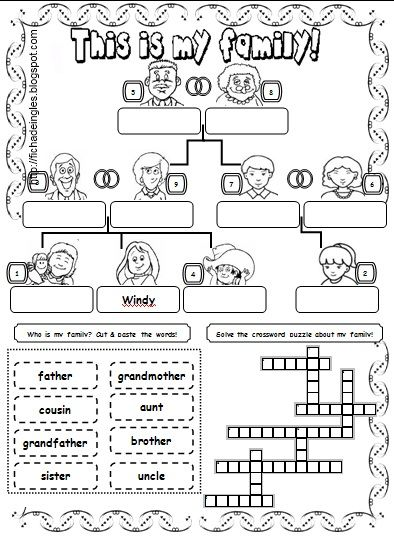 This is my family!
http://fichadeingles.blogspot.com
5
8
3
9
7
6
1
4
2
Windy
Who is my family? Cut & paste the words!
Solve the crossword puzzle about my family!
father
grandmother
cousin
aunt
grandfather
brother
sister
uncle